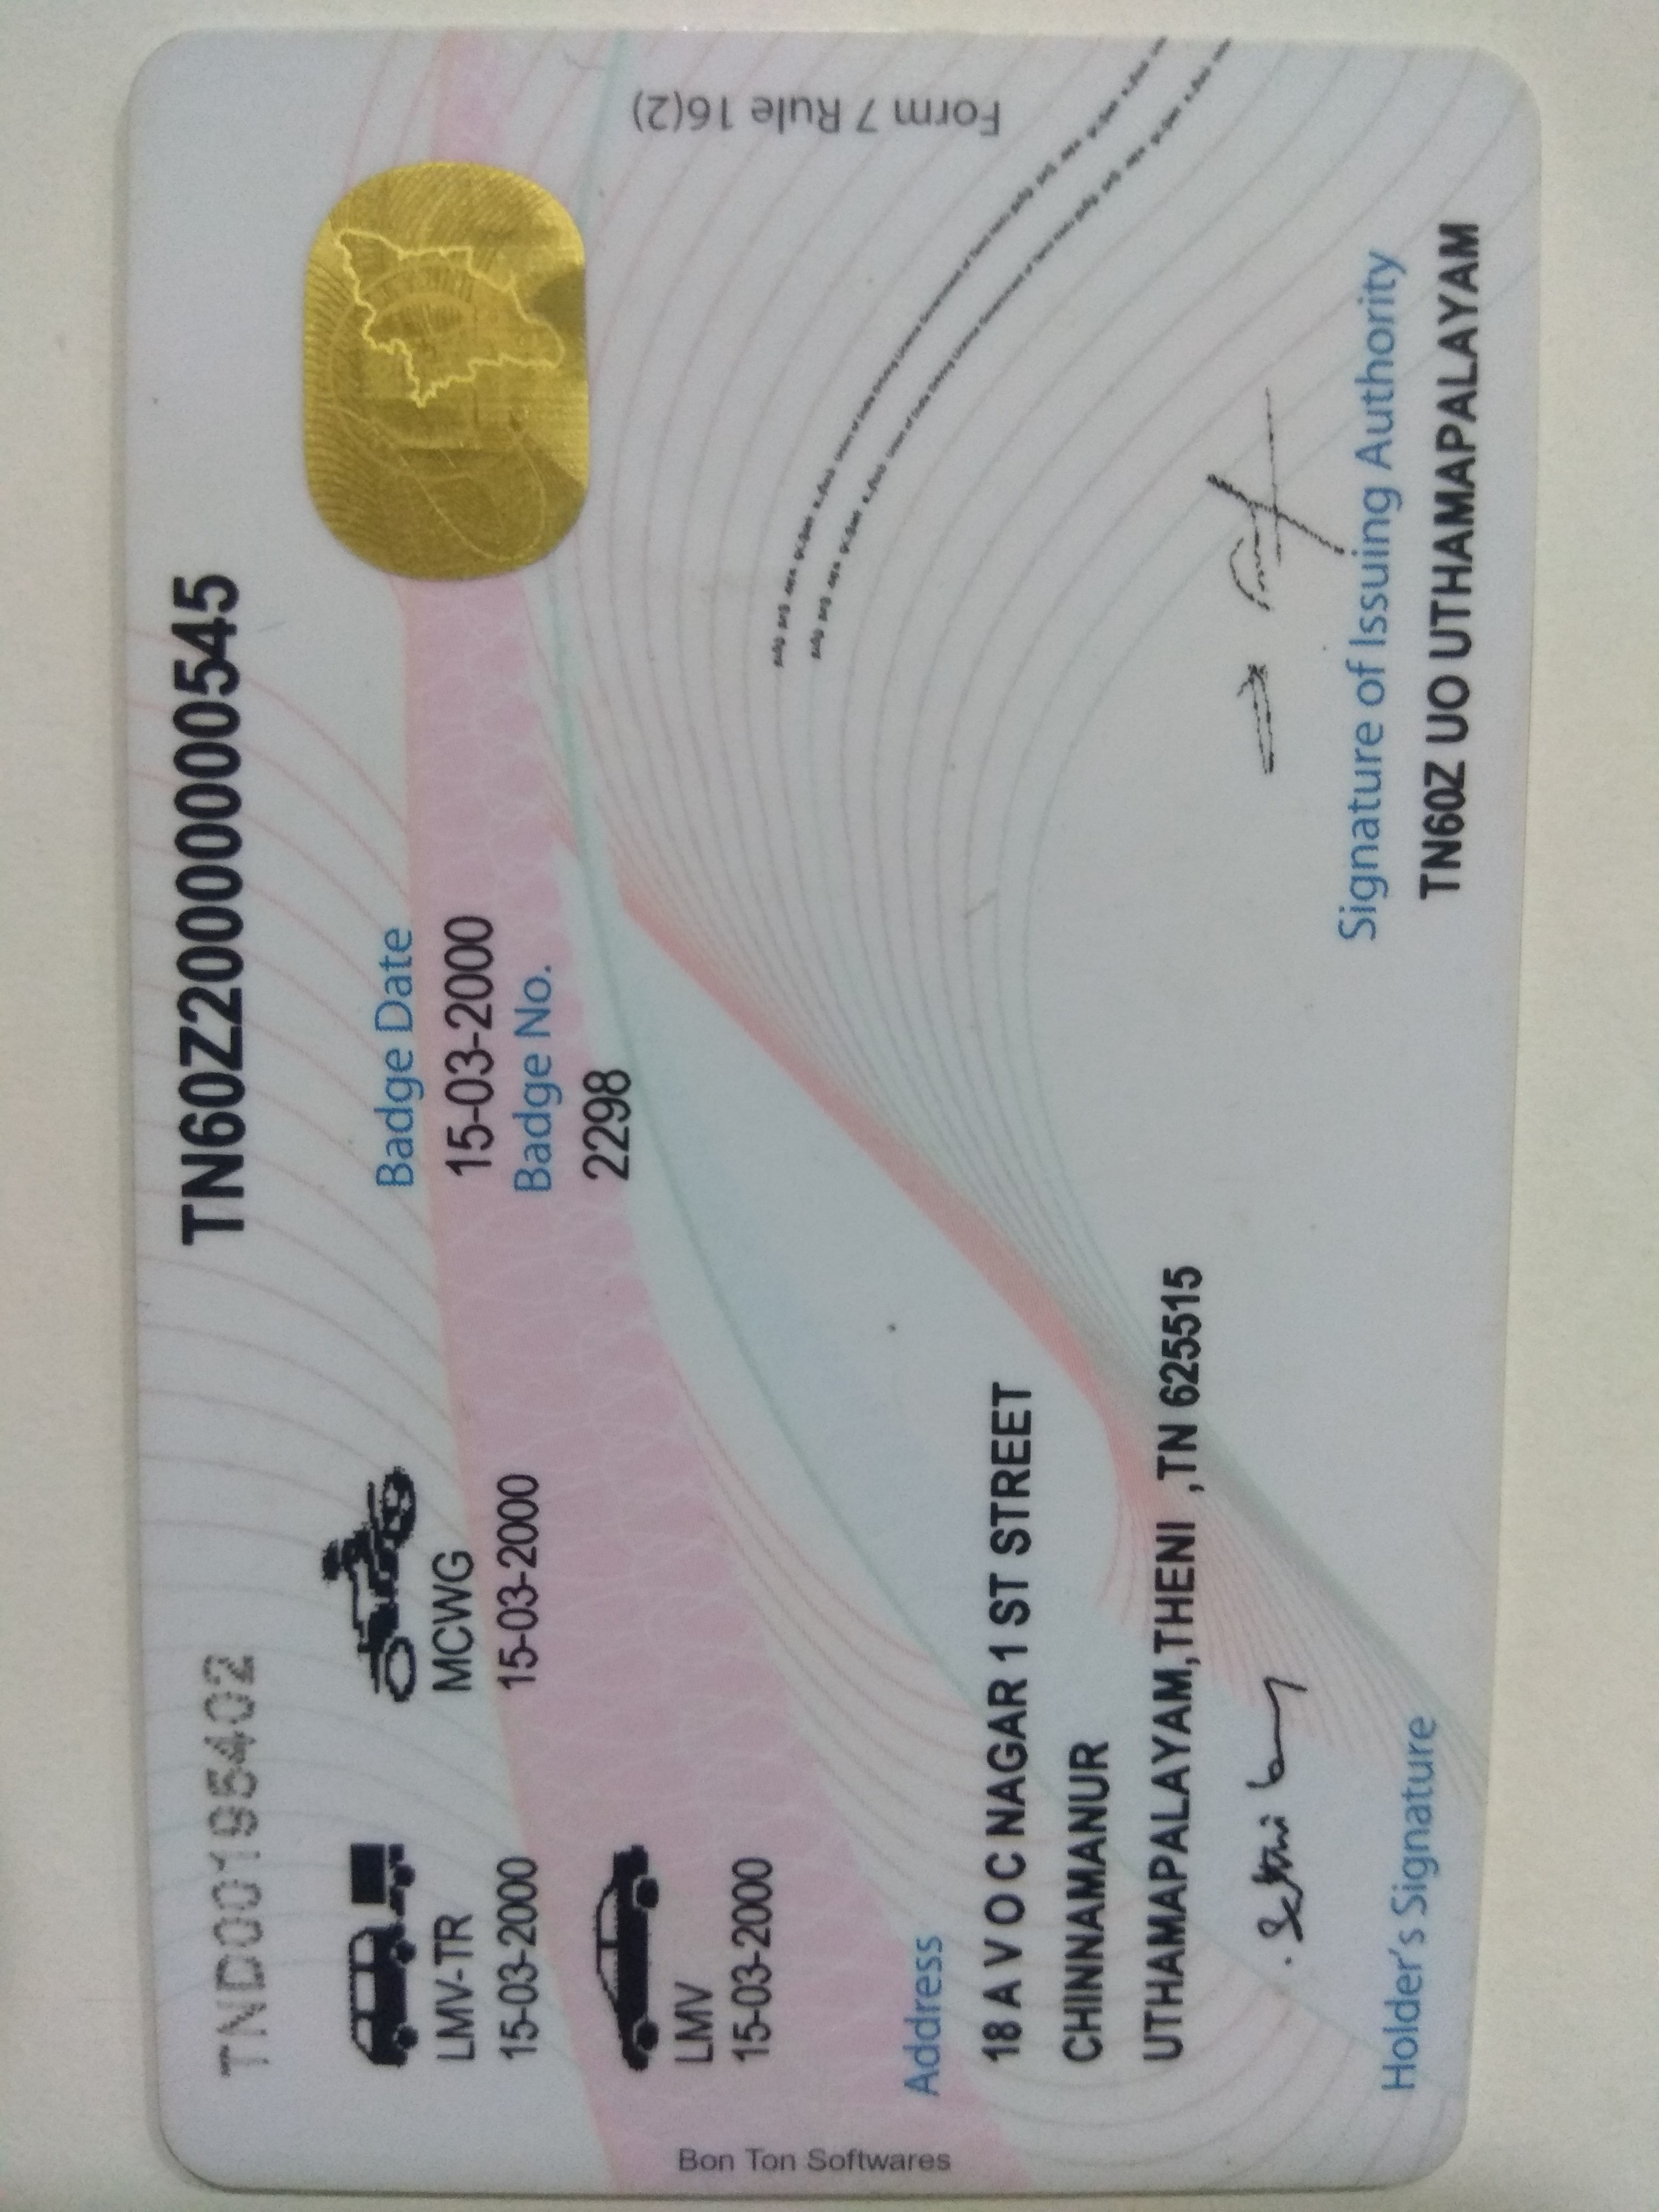 TND00195402
TN60Z20000000545
LMV-TR
15-03-2000
MCWG
15-03-2000
Badge Date
15-03-2000
Badge No.
2298
LMV
15-03-2000
Form 7 Rule 16(2)
Address
18 A V O C NAGAR 1 ST STREET
CHINNAMANUR
UTHAMAPALAYAM,THENI ,TN 625515
Holder's Signature
Signature of Issuing Authority
TN60Z UO UTHAMAPALAYAM
Bon Ton Softwares